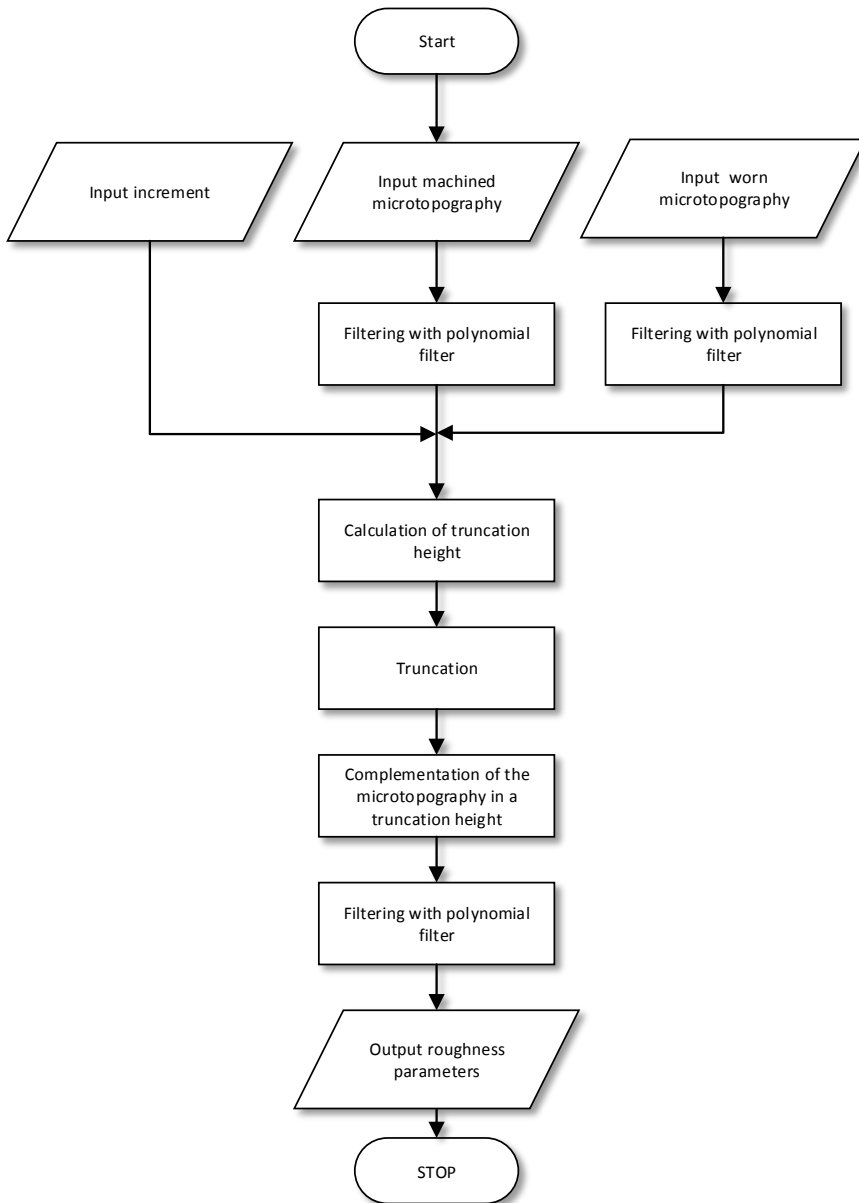 Start
Input increment
Input machined
microtopography
Input  worn
microtopography
Filtering with polynomial
filter
Filtering with polynomial
filter
Calculation of truncation
height
Truncation
Complementation of the
microtopography in a
truncation height
Filtering with polynomial
filter
Output roughness
parameters
STOP